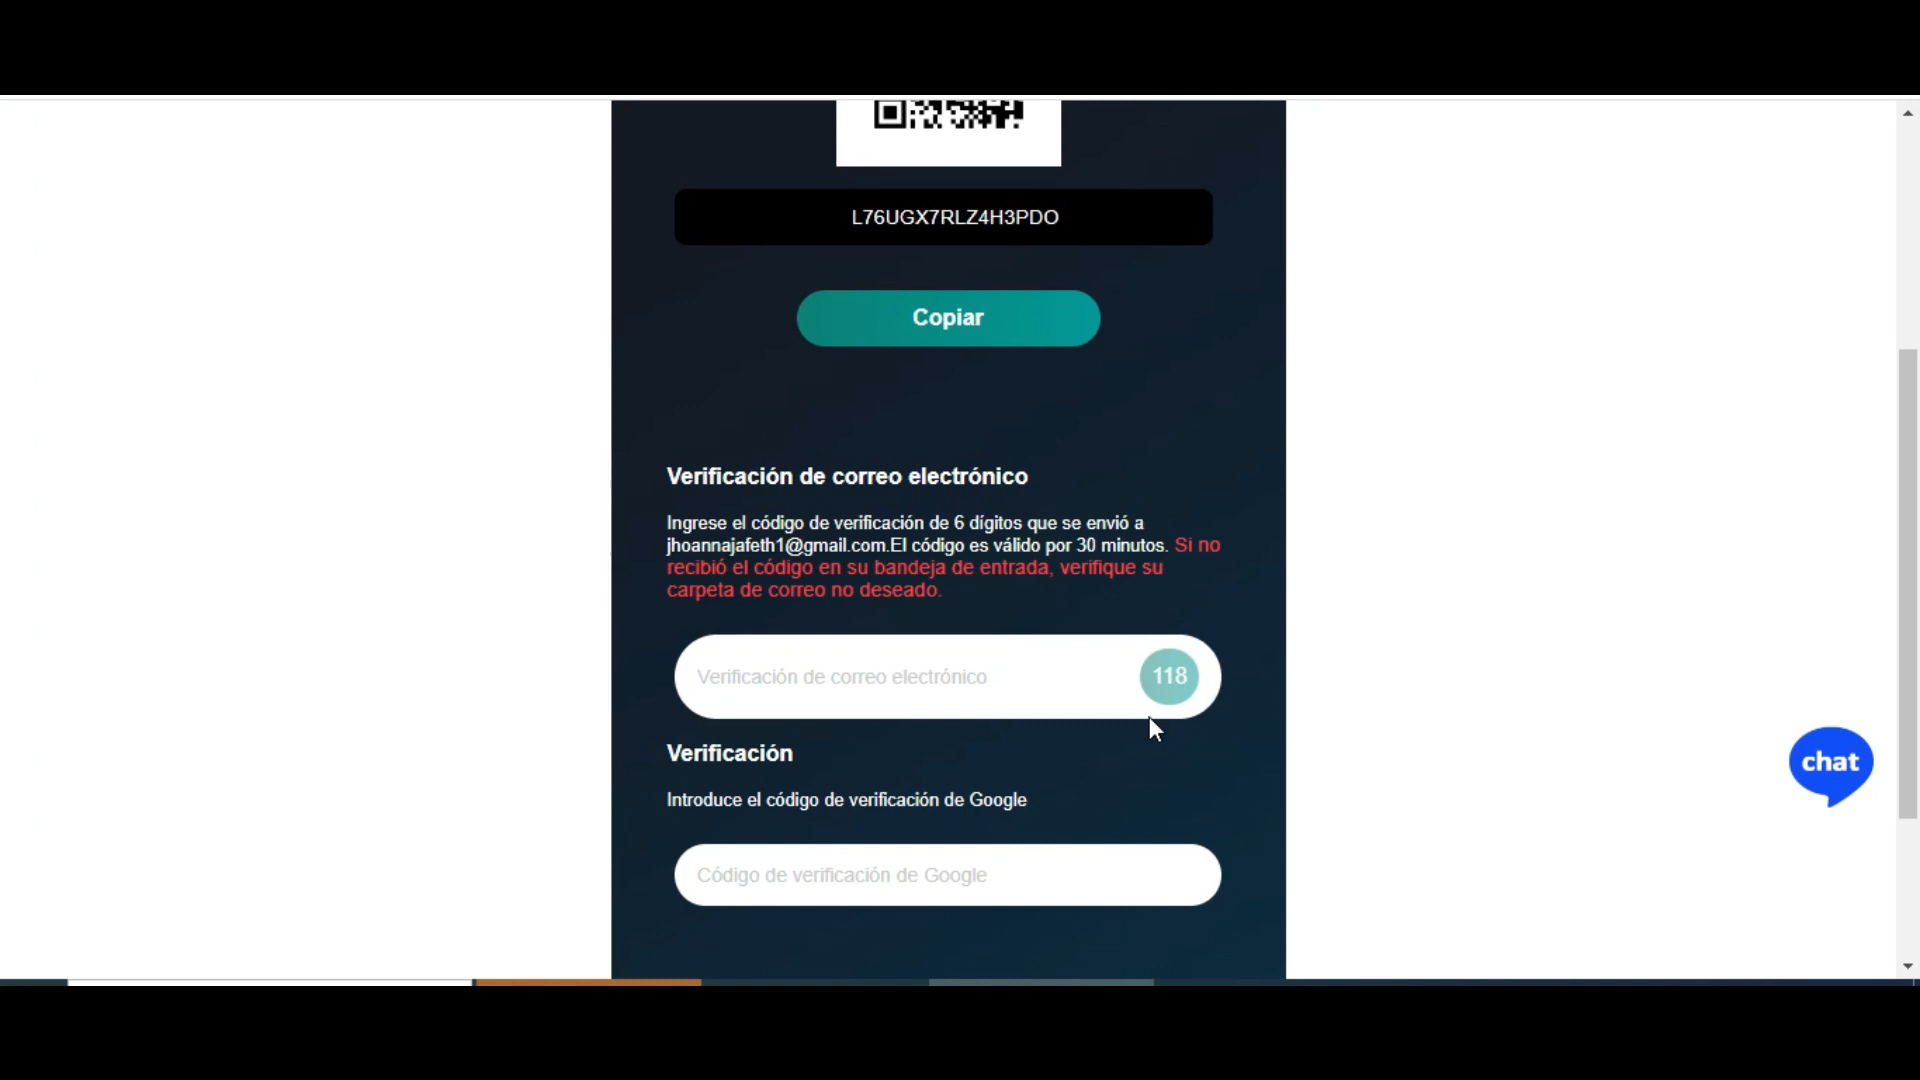 L76UGX7RLZ4H3PDO
Copiar
Verificación de correo electrónico
Ingrese el código de verificación de 6 dígitos que se envió a
jhoannajafeth1@gmail.com.El código es válido por 30 minutos. Si no
recibió el código en su bandeja de entrada, verifique su
carpeta de correo no deseado.
Verificación de correo electrónico
118
Verificación
Introduce el código de verificación de Google
chat
Código de verificación de Google